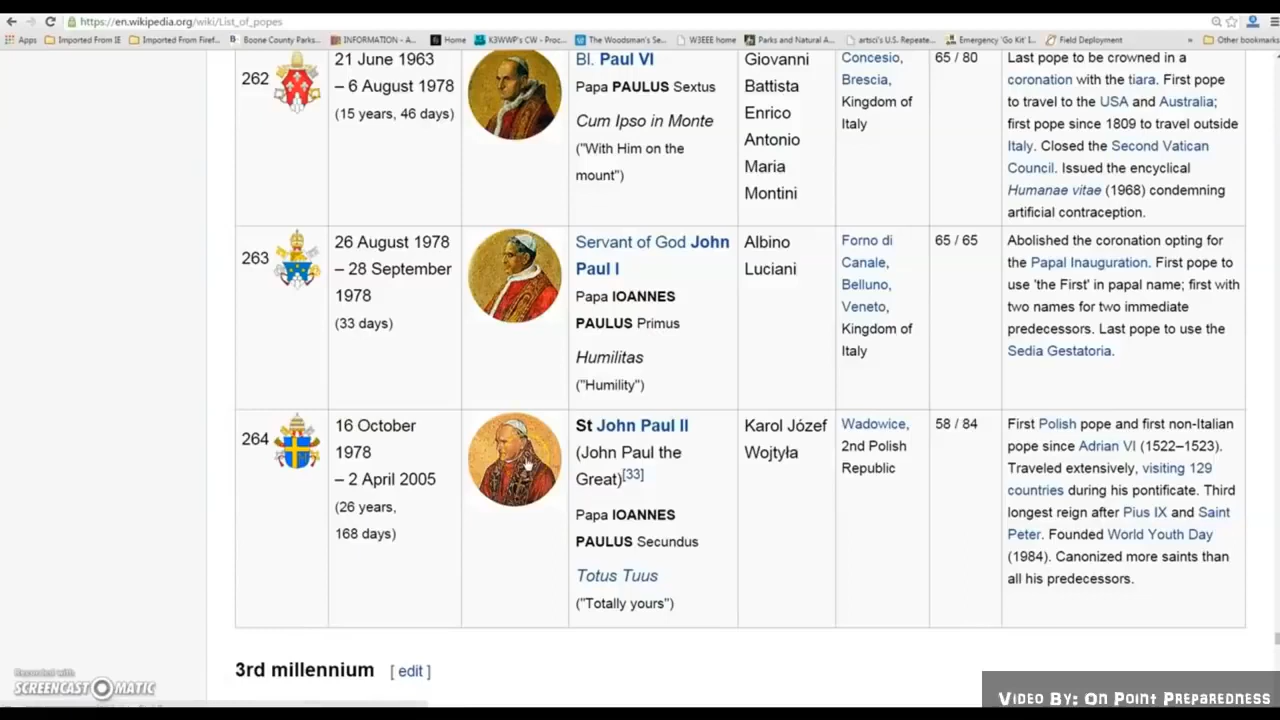 https://en.wikipedia.org/wiki/List_of_popes
Apps Imported From IE Imported From Firef... Boone County Parks... INFORMATION - A... Home K3WWP's CW - Proc... The Woodsman's Se... W3EEE home Parks and Natural A... artsci's U.S. Repeate... Emergency 'Go Kit' I... Field Deployment » Other bookmarks
262
21 June 1963
– 6 August 1978
(15 years, 46 days)
Bl. Paul VI
Papa PAULUS Sextus
Cum Ipso in Monte
("With Him on the
mount")
Giovanni
Battista
Enrico
Antonio
Maria
Montini
Concesio,
Brescia,
Kingdom of
Italy
65 / 80
Last pope to be crowned in a
coronation with the tiara. First pope
to travel to the USA and Australia;
first pope since 1809 to travel outside
Italy. Closed the Second Vatican
Council. Issued the encyclical
Humanae vitae (1968) condemning
artificial contraception.
263
26 August 1978
– 28 September
1978
(33 days)
Servant of God John
Paul I
Papa IOANNES
PAULUS Primus
Humilitas
("Humility")
Albino
Luciani
Forno di
Canale,
Belluno,
Veneto,
Kingdom of
Italy
65 / 65
Abolished the coronation opting for
the Papal Inauguration. First pope to
use 'the First' in papal name; first with
two names for two immediate
predecessors. Last pope to use the
Sedia Gestatoria.
264
16 October
1978
– 2 April 2005
(26 years,
168 days)
St John Paul II
(John Paul the
Great)[33]
Papa IOANNES
PAULUS Secundus
Totus Tuus
("Totally yours")
Karol Józef
Wojtyła
Wadowice,
2nd Polish
Republic
58 / 84
First Polish pope and first non-Italian
pope since Adrian VI (1522–1523).
Traveled extensively, visiting 129
countries during his pontificate. Third
longest reign after Pius IX and Saint
Peter. Founded World Youth Day
(1984). Canonized more saints than
all his predecessors.
3rd millennium [ edit ]
Recorded with
SCREENCAST O MATIC
Video By: On Point Preparedness